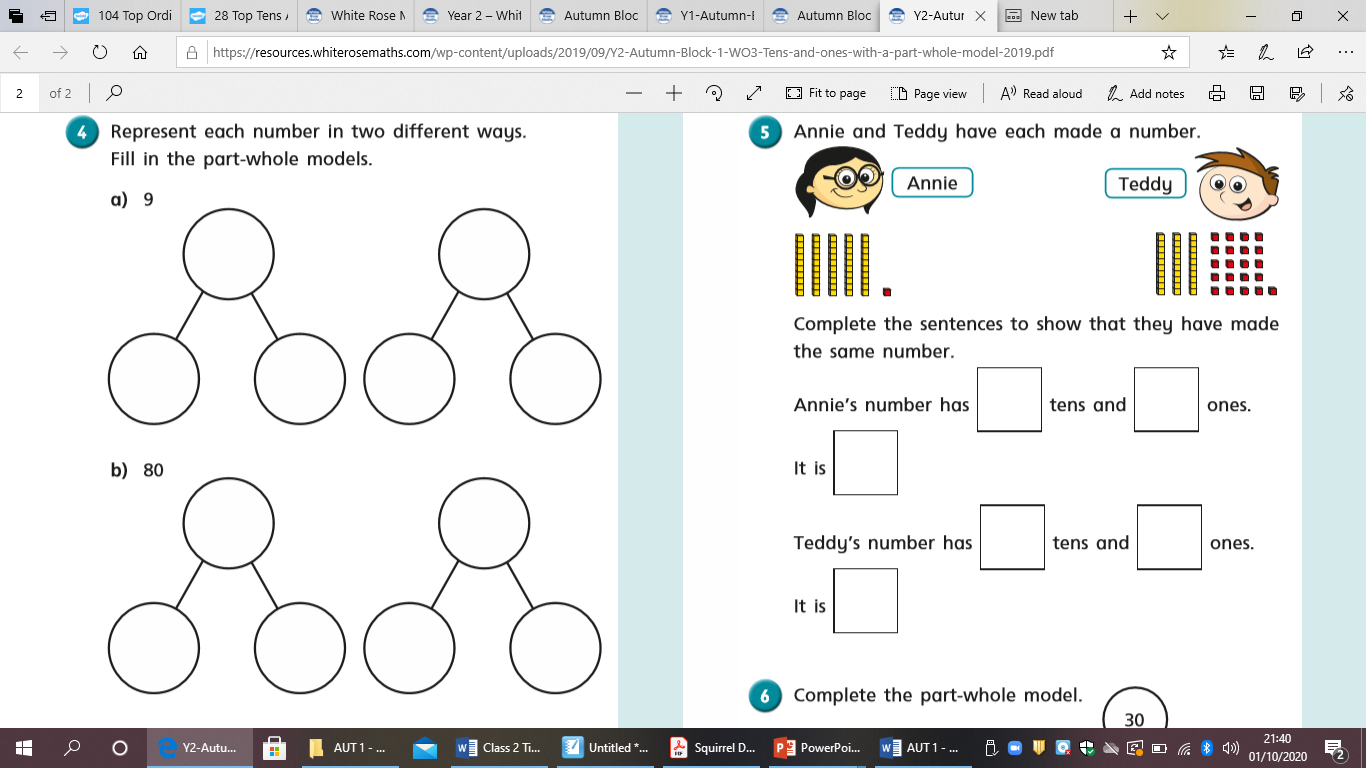 104 Top Ordi
28 Top Tens /
White Rose M
Year 2 – Whit
Autumn Bloc
Y1-Autumn-B
Autumn Bloc
Y2-Autur
New tab
https://resources.whiterosemaths.com/wp-content/uploads/2019/09/Y2-Autumn-Block-1-WO3-Tens-and-ones-with-a-part-whole-model-2019.pdf
2 of 2
Fit to page
Page view
Read aloud
Add notes
4 Represent each number in two different ways.
Fill in the part-whole models.
a) 9
b) 80
5 Annie and Teddy have each made a number.
Annie
Teddy
Complete the sentences to show that they have made
the same number.
Annie's number has tens and ones.
It is
Teddy's number has tens and ones.
It is
6 Complete the part-whole model.
30
Y2-Autu...
AUT 1 - ...
Class 2 Ti...
Untitled *...
Squirrel D...
PowerPoi...
AUT 1 - ...
21:40
01/10/2020
2